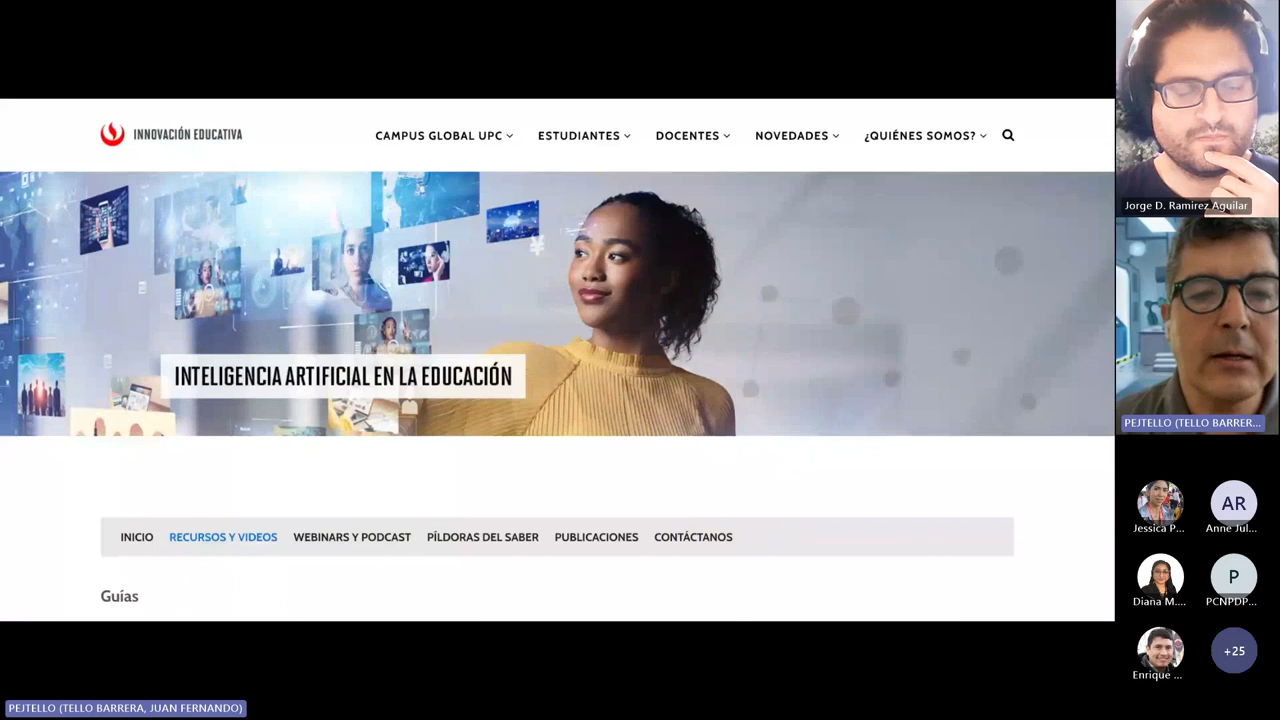 INNOVACIÓN EDUCATIVA
CAMPUS GLOBAL UPC
ESTUDIANTES
DOCENTES
NOVEDADES
¿QUIÉNES SOMOS?
INTELIGENCIA ARTIFICIAL EN LA EDUCACIÓN
INICIO
RECURSOS Y VIDEOS
WEBINARS Y PODCAST
PÍLDORAS DEL SABER
PUBLICACIONES
CONTÁCTANOS
Guías
PEJTELLO (TELLO BARRERA, JUAN FERNANDO)
Jorge D. Ramirez Aguilar
PEJTELLO (TELLO BARRER...
Jessica P...
AR
Anne Jul...
Diana M....
P
PCNPDP...
Enrique ...
+25